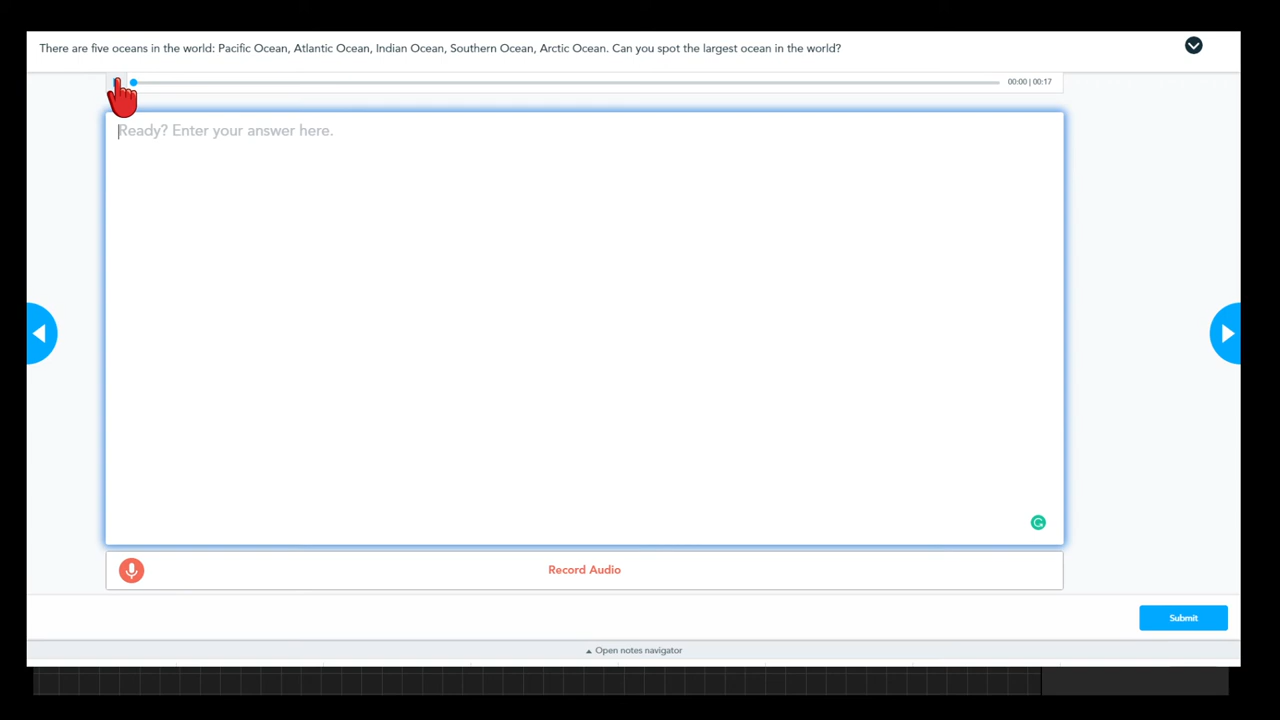 There are five oceans in the world: Pacific Ocean, Atlantic Ocean, Indian Ocean, Southern Ocean, Arctic Ocean. Can you spot the largest ocean in the world?
00:00 | 00:17
Ready? Enter your answer here.
Record Audio
Submit
Open notes navigator